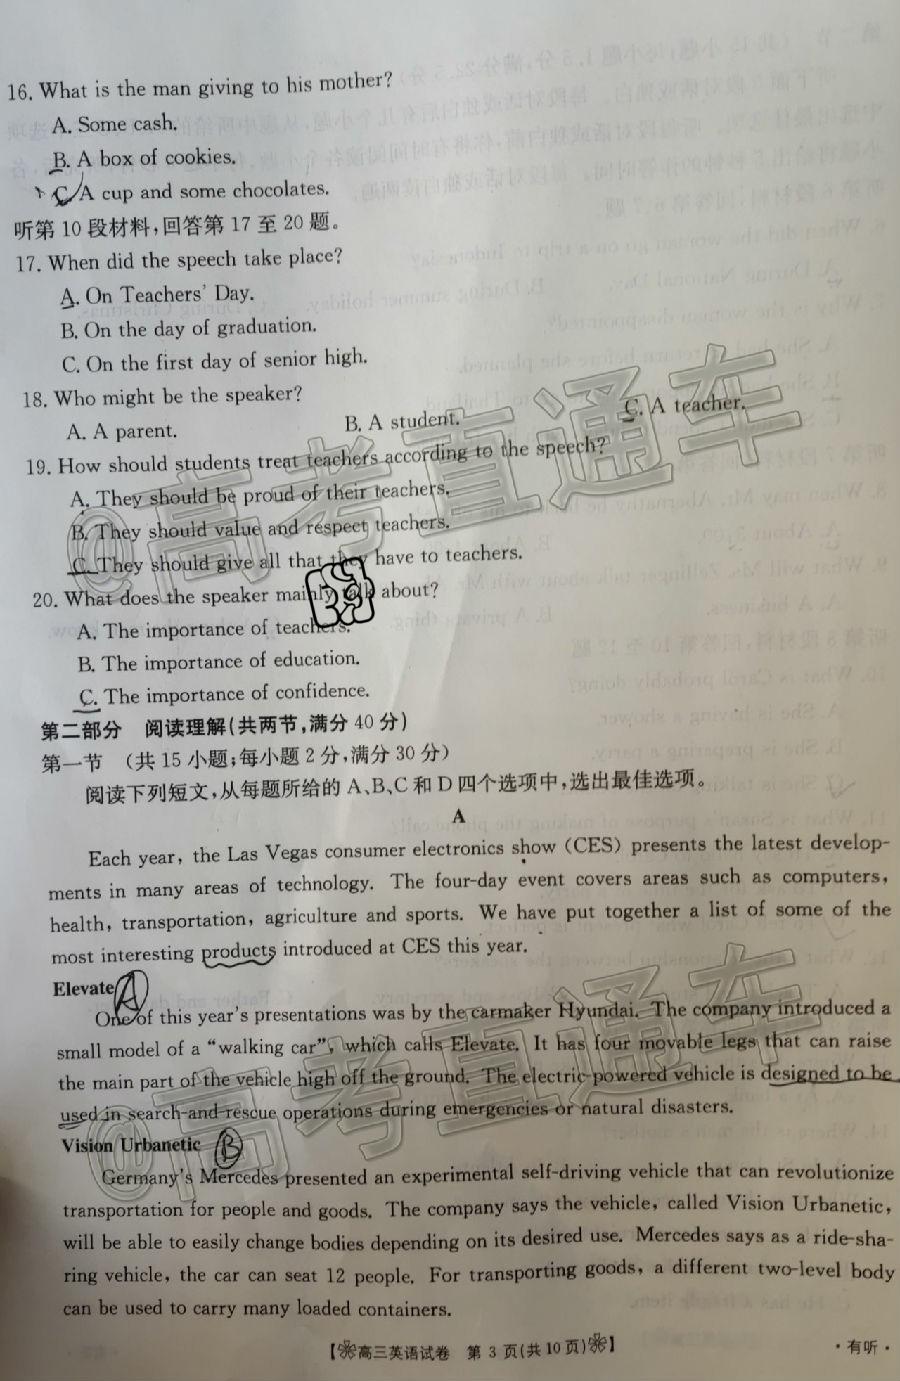 16. What is the man giving to his mother?
A. Some cash.
B. A box of cookies.
C. A cup and some chocolates.
听第 10 段材料,回答第 17 至 20 题。
17. When did the speech take place?
A. On Teachers' Day.
B. On the day of graduation.
C. On the first day of senior high.
18. Who might be the speaker?
A. A parent. B. A student. C. A teacher.
19. How should students treat teachers according to the speech?
A. They should be proud of their teachers.
B. They should value and respect teachers.
C. They should give all that they have to teachers.
20. What does the speaker mainly talk about?
A. The importance of teachers.
B. The importance of education.
C. The importance of confidence.
第二部分 阅读理解(共两节,满分 40 分)
第一节 (共 15 小题;每小题 2 分,满分 30 分)
阅读下列短文,从每题所给的 A、B、C 和 D 四个选项中,选出最佳选项。
A
Each year, the Las Vegas consumer electronics show (CES) presents the latest develop-
ments in many areas of technology. The four-day event covers areas such as computers,
health, transportation, agriculture and sports. We have put together a list of some of the
most interesting products introduced at CES this year.
Elevate A
One of this year's presentations was by the carmaker Hyundai. The company introduced a
small model of a “walking car”, which calls Elevate. It has four movable legs that can raise
the main part of the vehicle high off the ground. The electric-powered vehicle is designed to be
used in search-and-rescue operations during emergencies or natural disasters.
Vision Urbanetic B
Germany's Mercedes presented an experimental self-driving vehicle that can revolutionize
transportation for people and goods. The company says the vehicle, called Vision Urbanetic,
will be able to easily change bodies depending on its desired use. Mercedes says as a ride-sha-
ring vehicle, the car can seat 12 people. For transporting goods, a different two-level body
can be used to carry many loaded containers.
【高三英语试卷 第 3 页(共 10 页)】 ·有听·
@高考直通车
@高考直通车